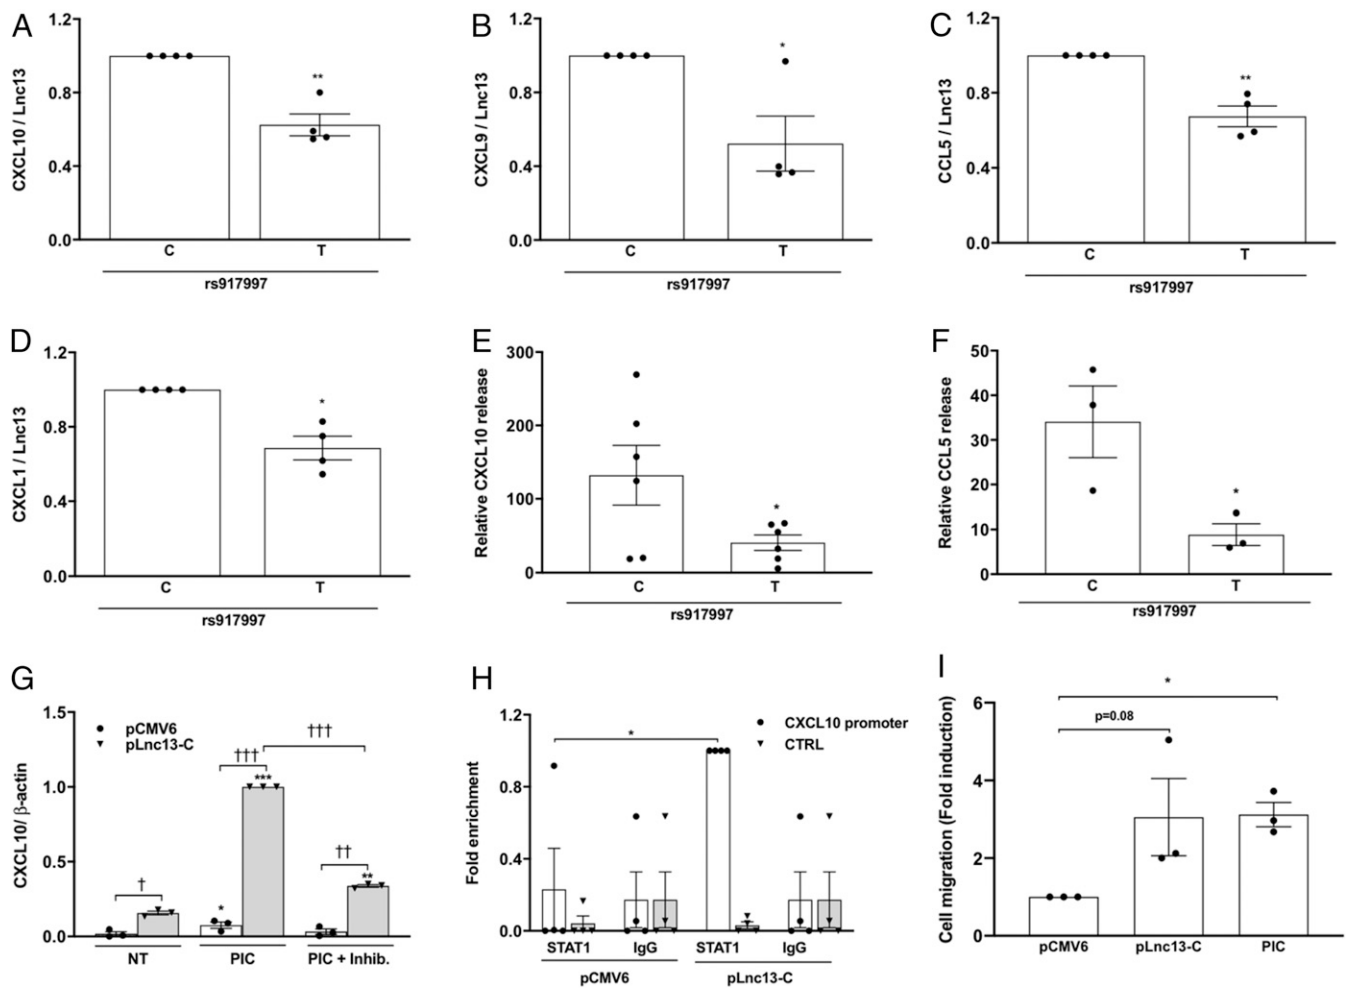 A
CXCL10 / Lnc13
1.2
0.8
0.4
0.0
**
C
T
rs917997
B
CXCL9 / Lnc13
1.2
0.8
0.4
0.0
*
C
T
rs917997
C
CCL5 / Lnc13
1.2
0.8
0.4
0.0
**
C
T
rs917997
D
CXCL1 / Lnc13
1.2
0.8
0.4
0.0
*
C
T
rs917997
E
Relative CXCL10 release
300
200
100
0
*
C
T
rs917997
F
Relative CCL5 release
50
40
30
20
10
0
*
C
T
rs917997
G
CXCL10/ β-actin
1.5
1.0
0.5
0.0
pCMV6
pLnc13-C
†
†††
***
*
†††
††
**
NT
PIC
PIC + Inhib.
H
Fold enrichment
1.2
0.8
0.4
0.0
*
CXCL10 promoter
CTRL
STAT1
IgG
STAT1
IgG
pCMV6
pLnc13-C
I
Cell migration (Fold induction)
6
4
2
0
*
p=0.08
pCMV6
pLnc13-C
PIC